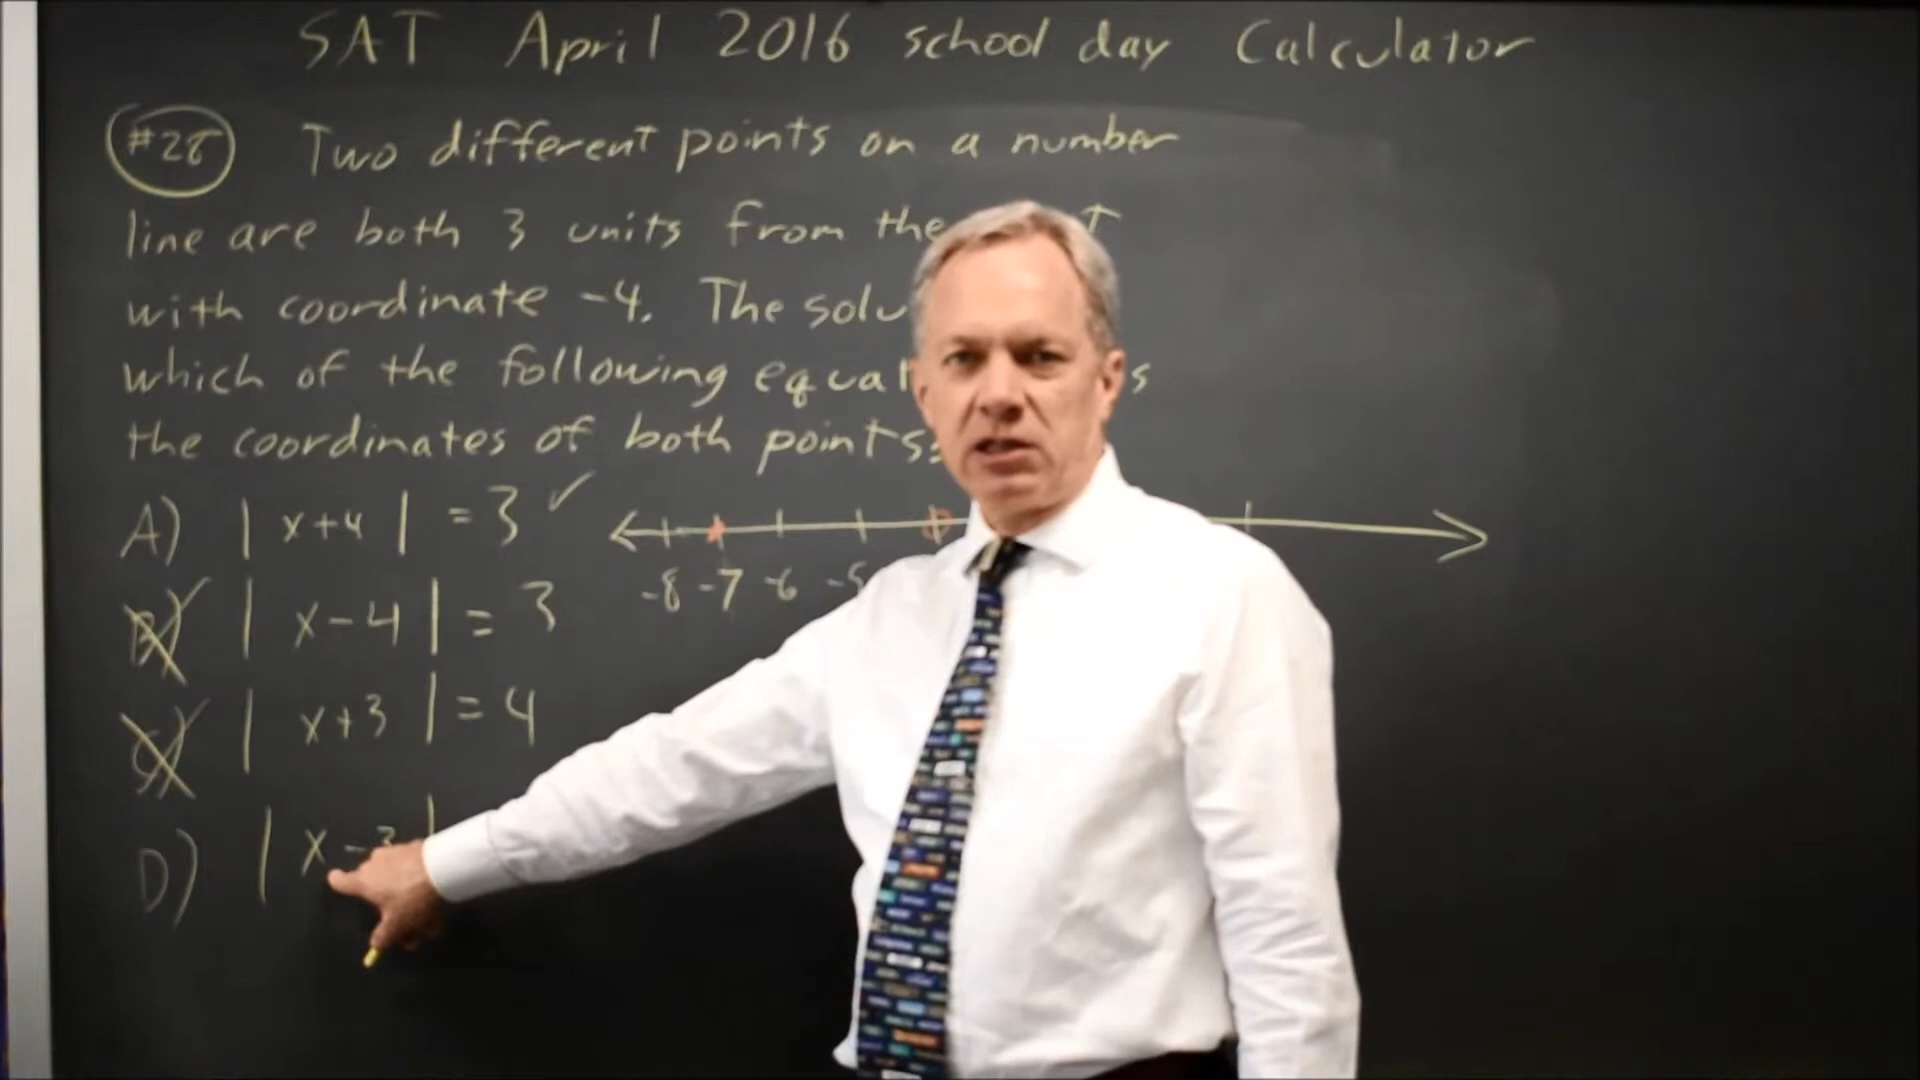 SAT April 2016 school day Calculator
#28 Two different points on a number
line are both 3 units from the
with coordinate -4. The
which of the following
the coordinates of both points
A) | x+4 | = 3 ✓
B) | x-4 | = 3
C) | x+3 | = 4
D) | x-3 |
-8 -7 -6 -5